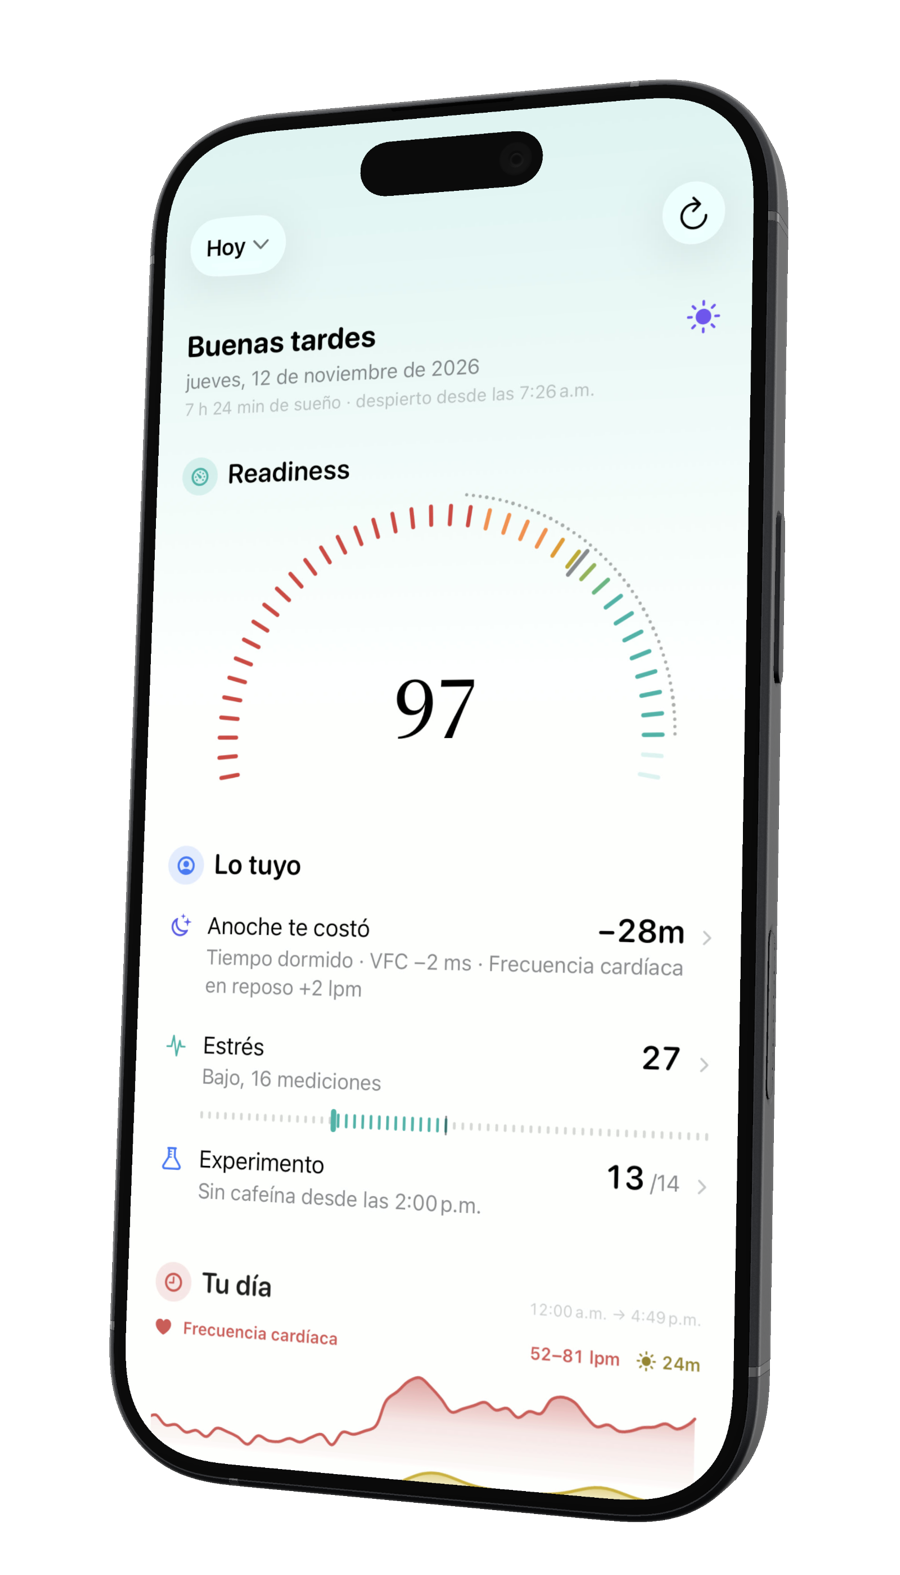 Hoy
Buenas tardes
jueves, 12 de noviembre de 2026
7 h 24 min de sueño · despierto desde las 7:26 a.m.
Readiness
97
Lo tuyo
Anoche te costó
−28m
Tiempo dormido · VFC −2 ms · Frecuencia cardíaca
en reposo +2 lpm
Estrés
27
Bajo, 16 mediciones
Experimento
13 /14
Sin cafeína desde las 2:00 p.m.
Tu día
12:00 a.m. → 4:49 p.m.
Frecuencia cardíaca
52–81 lpm
24m